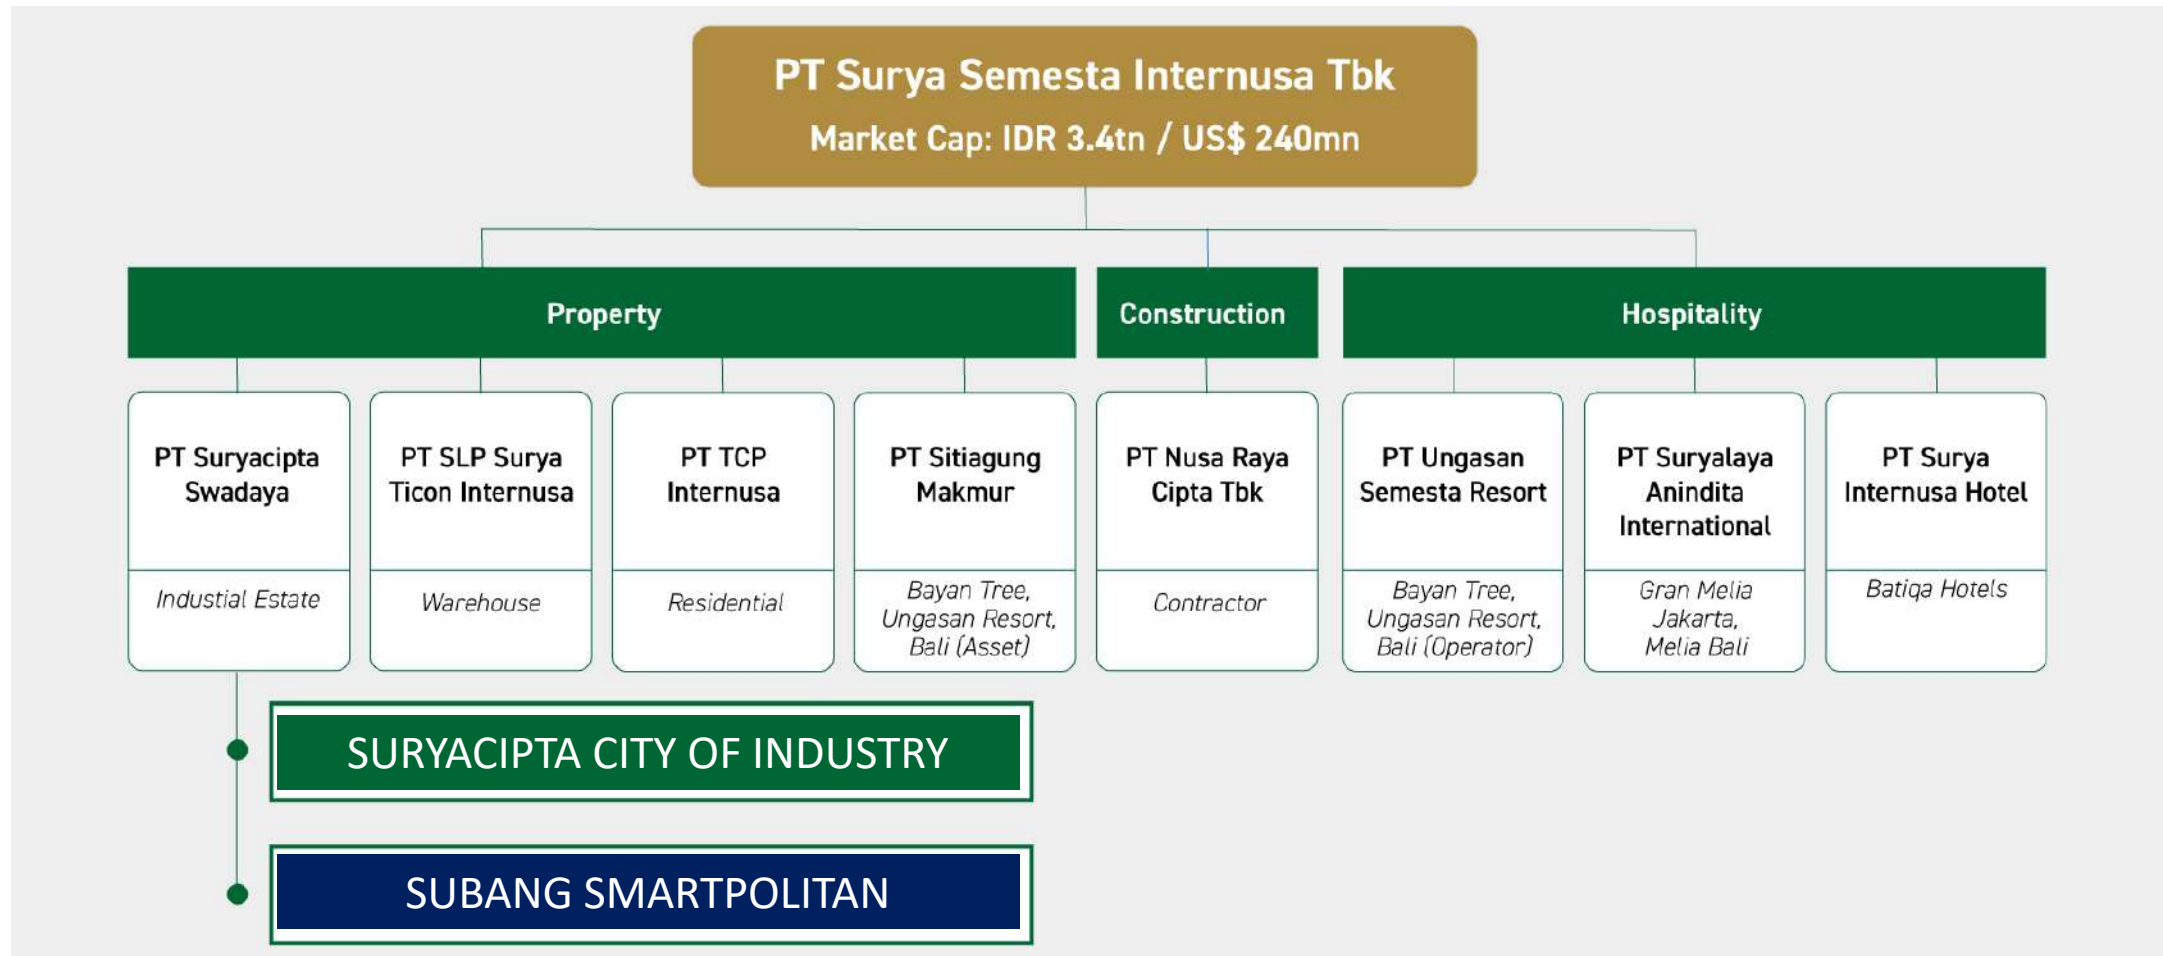 PT Surya Semesta Internusa Tbk
Market Cap: IDR 3.4tn / US$ 240mn
Property
Construction
Hospitality
PT Suryacipta
Swadaya
Industial Estate
PT SLP Surya
Ticon Internusa
Warehouse
PT TCP
Internusa
Residential
PT Sitiagung
Makmur
Bayan Tree,
Ungasan Resort,
Bali (Asset)
PT Nusa Raya
Cipta Tbk
Contractor
PT Ungasan
Semesta Resort
Bayan Tree,
Ungasan Resort,
Bali (Operator)
PT Suryalaya
Anindita
International
Gran Melia
Jakarta,
Melia Bali
PT Surya
Internusa Hotel
Batiqa Hotels
SURYACIPTA CITY OF INDUSTRY
SUBANG SMARTPOLITAN